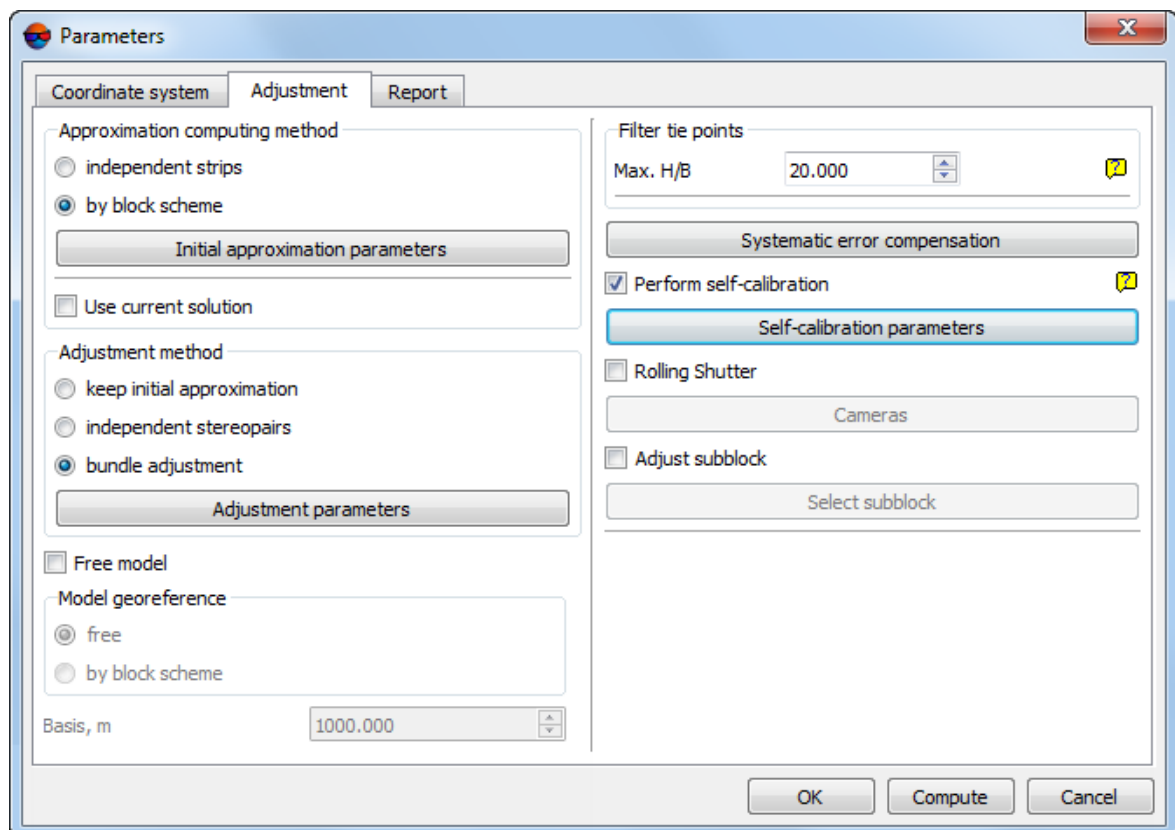 Parameters
X
Coordinate system
Adjustment
Report
Approximation computing method
independent strips
by block scheme
Initial approximation parameters
Use current solution
Adjustment method
keep initial approximation
independent stereopairs
bundle adjustment
Adjustment parameters
Free model
Model georeference
free
by block scheme
Basis, m 1000.000
Filter tie points
Max. H/B 20.000 ?
Systematic error compensation
Perform self-calibration ?
Self-calibration parameters
Rolling Shutter
Cameras
Adjust subblock
Select subblock
OK Compute Cancel